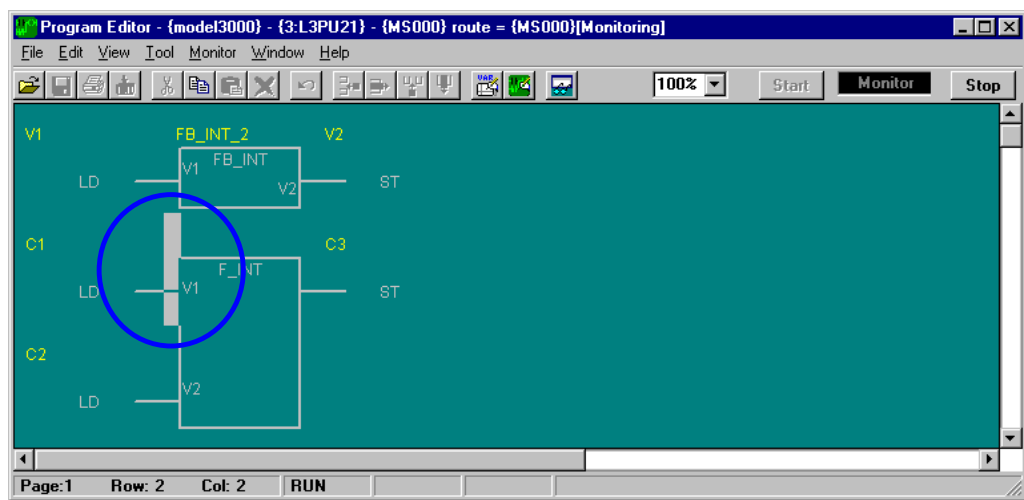 Program Editor - {model3000} - {3:L3PU21} - {MS000} route = {MS000}[Monitoring]
File Edit View Tool Monitor Window Help
VAR 100% Start Monitor Stop
V1 FB_INT_2 V2
V1 FB_INT
LD V2 ST
C1 C3
F_INT
LD V1 ST
C2
V2
LD
Page:1 Row: 2 Col: 2 RUN